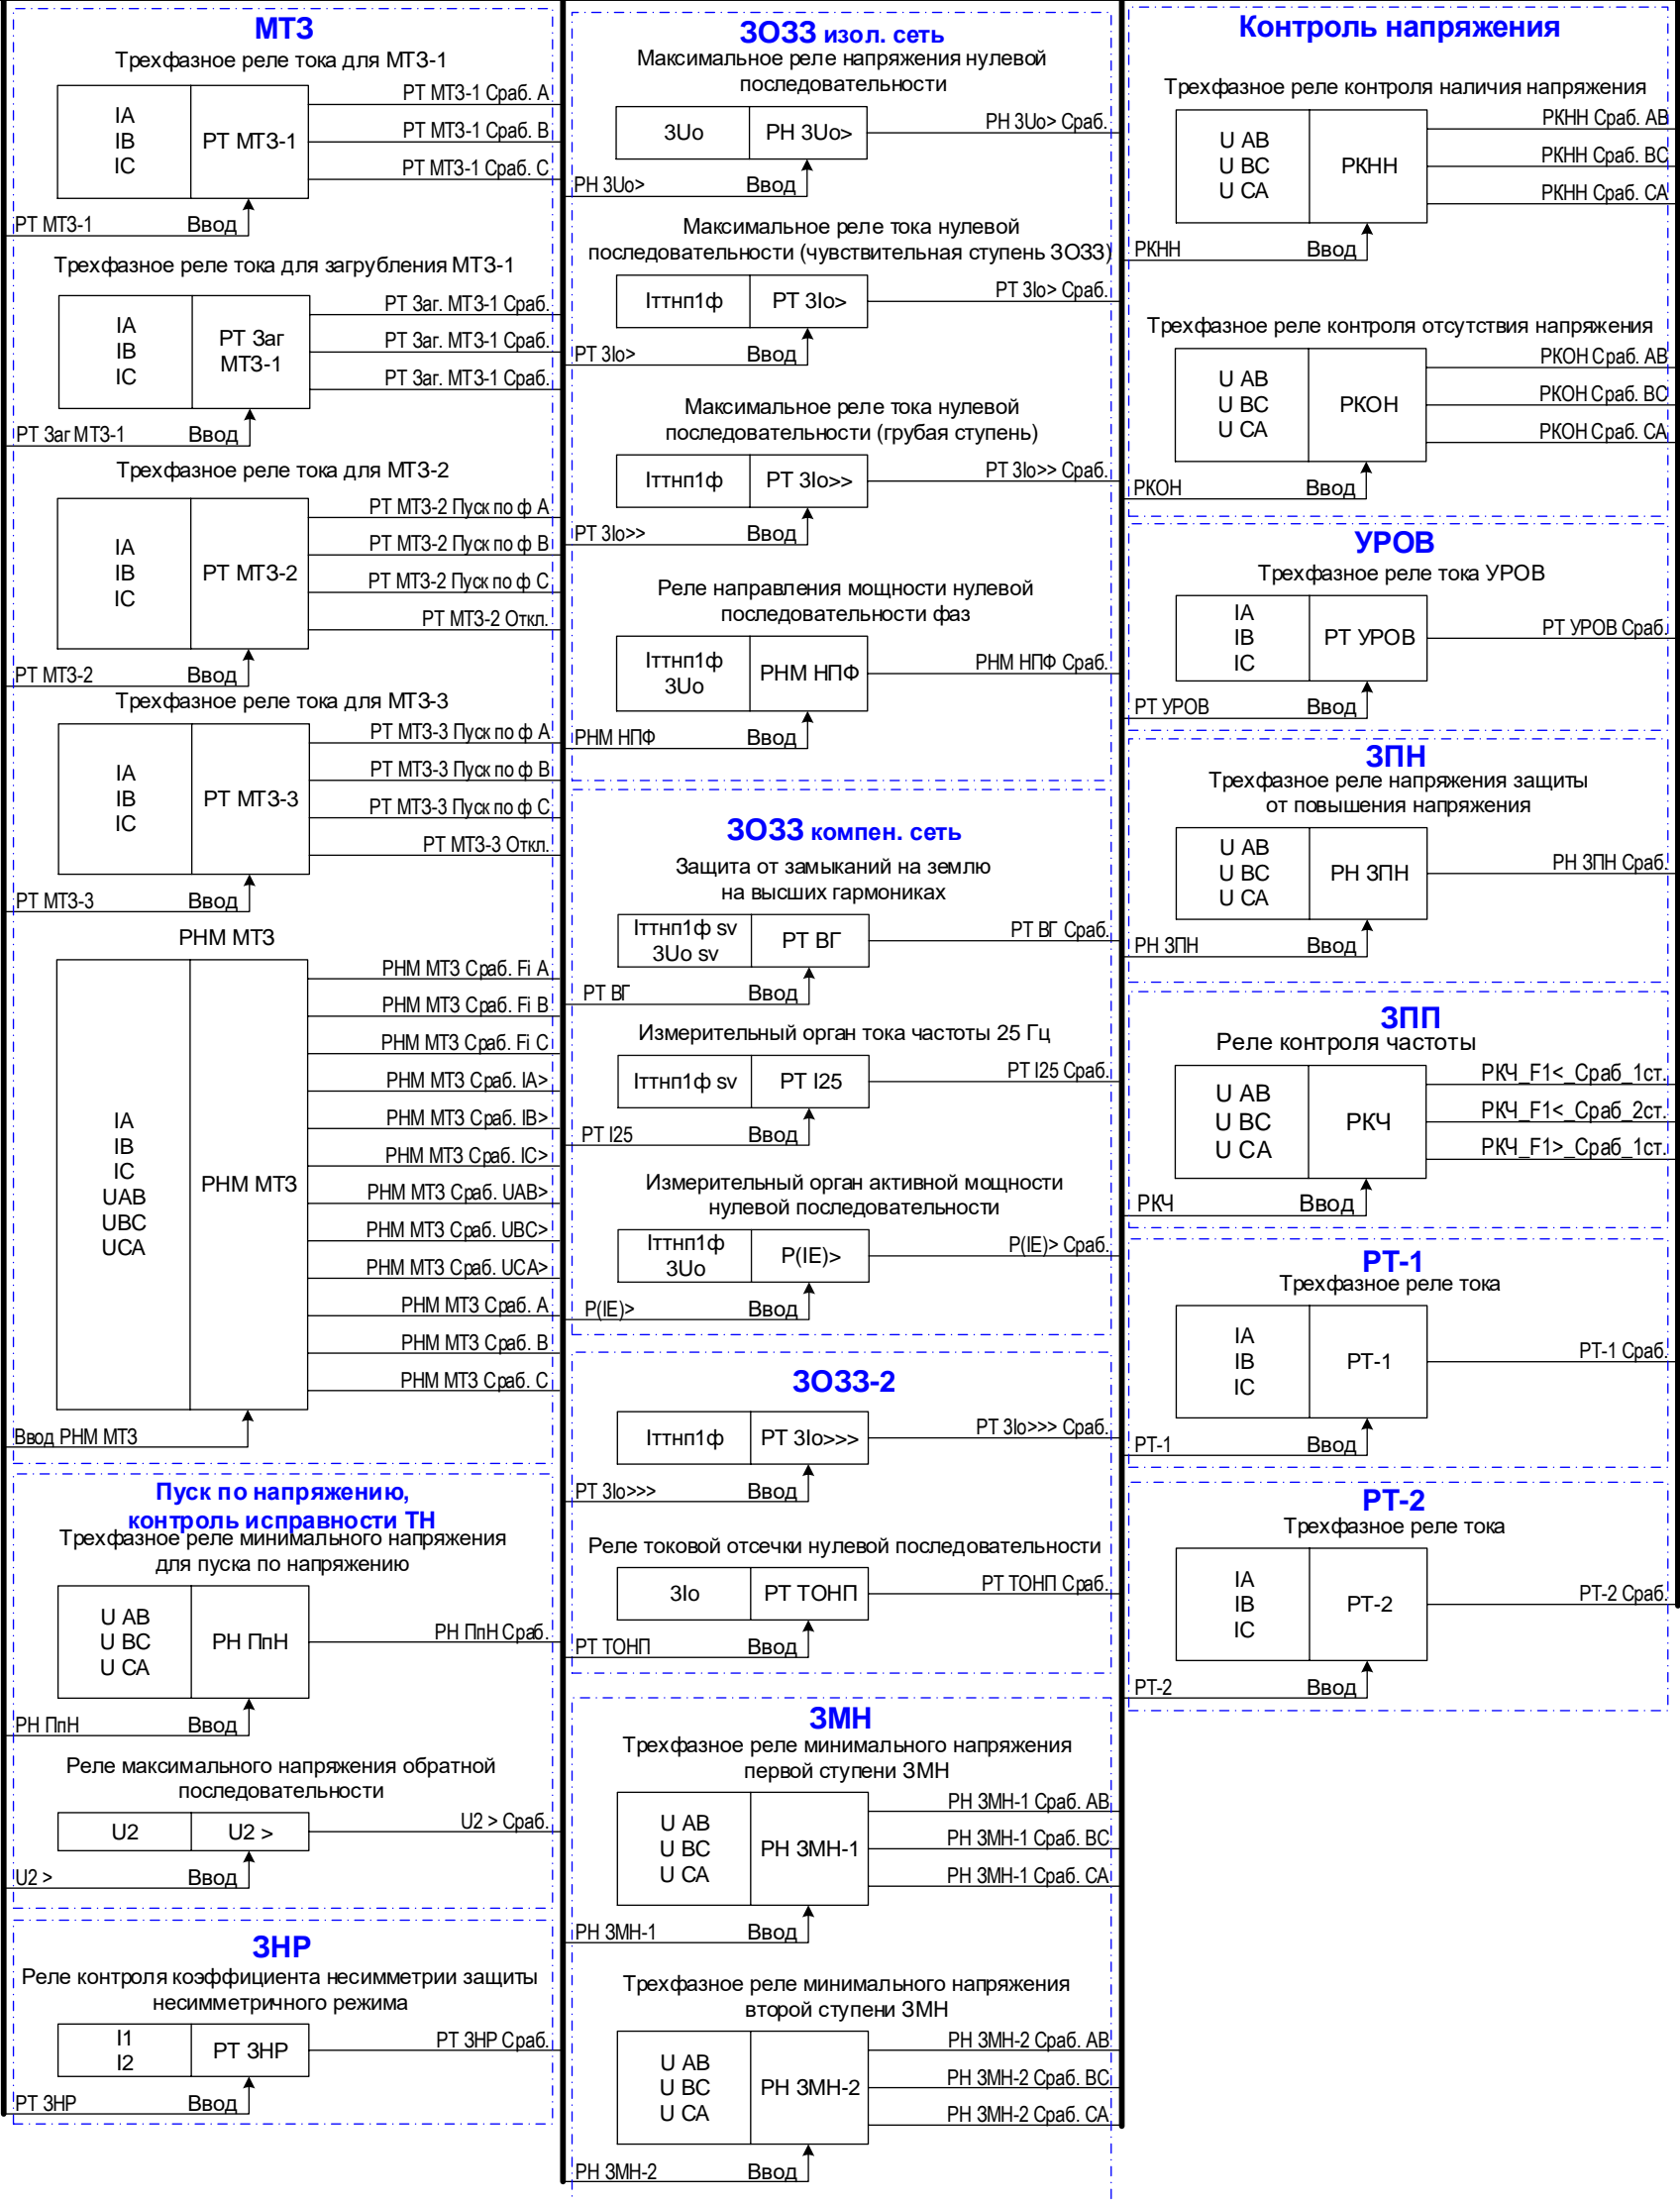 МТЗ
Трехфазное реле тока для МТЗ-1
IA
IB
IC
РТ МТЗ-1
РТ МТЗ-1 Сраб. А
РТ МТЗ-1 Сраб. В
РТ МТЗ-1 Сраб. С
РТ МТЗ-1 Ввод
Трехфазное реле тока для загрубления МТЗ-1
IA
IB
IC
РТ Заг
МТЗ-1
РТ Заг. МТЗ-1 Сраб.
РТ Заг. МТЗ-1 Сраб.
РТ Заг. МТЗ-1 Сраб.
РТ Заг МТЗ-1 Ввод
Трехфазное реле тока для МТЗ-2
IA
IB
IC
РТ МТЗ-2
РТ МТЗ-2 Пуск по ф А
РТ МТЗ-2 Пуск по ф В
РТ МТЗ-2 Пуск по ф С
РТ МТЗ-2 Откл.
РТ МТЗ-2 Ввод
Трехфазное реле тока для МТЗ-3
IA
IB
IC
РТ МТЗ-3
РТ МТЗ-3 Пуск по ф А
РТ МТЗ-3 Пуск по ф В
РТ МТЗ-3 Пуск по ф С
РТ МТЗ-3 Откл.
РТ МТЗ-3 Ввод
РНМ МТЗ
IA
IB
IC
UAB
UBC
UCA
РНМ МТЗ
РНМ МТЗ Сраб. Fi A
РНМ МТЗ Сраб. Fi B
РНМ МТЗ Сраб. Fi C
РНМ МТЗ Сраб. IA>
РНМ МТЗ Сраб. IB>
РНМ МТЗ Сраб. IC>
РНМ МТЗ Сраб. UAB>
РНМ МТЗ Сраб. UBC>
РНМ МТЗ Сраб. UCA>
РНМ МТЗ Сраб. А
РНМ МТЗ Сраб. В
РНМ МТЗ Сраб. С
Ввод РНМ МТЗ
Пуск по напряжению,
контроль исправности ТН
Трехфазное реле минимального напряжения
для пуска по напряжению
U AB
U BC
U CA
РН ПпН
РН ПпН Сраб.
РН ПпН Ввод
Реле максимального напряжения обратной
последовательности
U2
U2 >
U2 > Сраб.
U2 > Ввод
ЗНР
Реле контроля коэффициента несимметрии защиты
несимметричного режима
I1
I2
РТ ЗНР
РТ ЗНР Сраб.
РТ ЗНР Ввод
ЗОЗЗ изол. сеть
Максимальное реле напряжения нулевой
последовательности
3Uo
РН 3Uo>
РН 3Uo> Сраб.
РН 3Uo> Ввод
Максимальное реле тока нулевой
последовательности (чувствительная ступень ЗОЗЗ)
Iттнп1ф
РТ 3Io>
РТ 3Io> Сраб.
РТ 3Io> Ввод
Максимальное реле тока нулевой
последовательности (грубая ступень)
Iттнп1ф
РТ 3Io>>
РТ 3Io>> Сраб.
РТ 3Io>> Ввод
Реле направления мощности нулевой
последовательности фаз
Iттнп1ф
3Uo
РНМ НПФ
РНМ НПФ Сраб.
РНМ НПФ Ввод
ЗОЗЗ компен. сеть
Защита от замыканий на землю
на высших гармониках
Iттнп1ф sv
3Uo sv
РТ ВГ
РТ ВГ Сраб.
РТ ВГ Ввод
Измерительный орган тока частоты 25 Гц
Iттнп1ф sv
РТ I25
РТ I25 Сраб.
РТ I25 Ввод
Измерительный орган активной мощности
нулевой последовательности
Iттнп1ф
3Uo
P(IE)>
P(IE)> Сраб.
P(IE)> Ввод
ЗОЗЗ-2
Iттнп1ф
РТ 3Io>>>
РТ 3Io>>> Сраб.
РТ 3Io>>> Ввод
Реле токовой отсечки нулевой последовательности
3Io
РТ ТОНП
РТ ТОНП Сраб.
РТ ТОНП Ввод
ЗМН
Трехфазное реле минимального напряжения
первой ступени ЗМН
U AB
U BC
U CA
РН ЗМН-1
РН ЗМН-1 Сраб. АВ
РН ЗМН-1 Сраб. ВС
РН ЗМН-1 Сраб. СА
РН ЗМН-1 Ввод
Трехфазное реле минимального напряжения
второй ступени ЗМН
U AB
U BC
U CA
РН ЗМН-2
РН ЗМН-2 Сраб. АВ
РН ЗМН-2 Сраб. ВС
РН ЗМН-2 Сраб. СА
РН ЗМН-2 Ввод
Контроль напряжения
Трехфазное реле контроля наличия напряжения
U AB
U BC
U CA
РКНН
РКНН Сраб. АВ
РКНН Сраб. ВС
РКНН Сраб. СА
РКНН Ввод
Трехфазное реле контроля отсутствия напряжения
U AB
U BC
U CA
РКОН
РКОН Сраб. АВ
РКОН Сраб. ВС
РКОН Сраб. СА
РКОН Ввод
УРОВ
Трехфазное реле тока УРОВ
IA
IB
IC
РТ УРОВ
РТ УРОВ Сраб.
РТ УРОВ Ввод
ЗПН
Трехфазное реле напряжения защиты
от повышения напряжения
U AB
U BC
U CA
РН ЗПН
РН ЗПН Сраб.
РН ЗПН Ввод
ЗПП
Реле контроля частоты
U AB
U BC
U CA
РКЧ
РКЧ_F1<_Сраб_1ст.
РКЧ_F1<_Сраб_2ст.
РКЧ_F1>_Сраб_1ст.
РКЧ Ввод
РТ-1
Трехфазное реле тока
IA
IB
IC
РТ-1
РТ-1 Сраб.
РТ-1 Ввод
РТ-2
Трехфазное реле тока
IA
IB
IC
РТ-2
РТ-2 Сраб.
РТ-2 Ввод